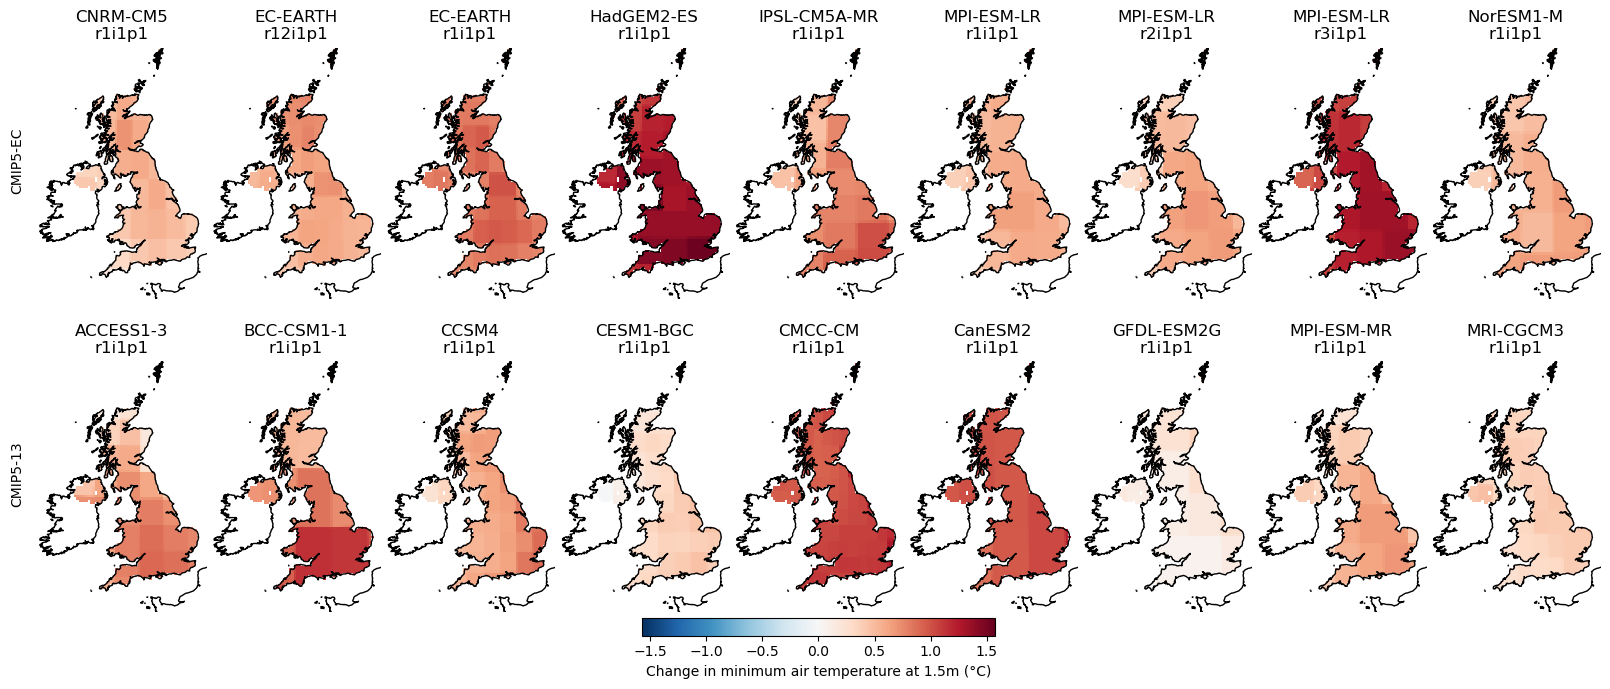 CNRM-CM5
r1i1p1
EC-EARTH
r12i1p1
EC-EARTH
r1i1p1
HadGEM2-ES
r1i1p1
IPSL-CM5A-MR
r1i1p1
MPI-ESM-LR
r1i1p1
MPI-ESM-LR
r2i1p1
MPI-ESM-LR
r3i1p1
NorESM1-M
r1i1p1
CMIP5-EC
ACCESS1-3
r1i1p1
BCC-CSM1-1
r1i1p1
CCSM4
r1i1p1
CESM1-BGC
r1i1p1
CMCC-CM
r1i1p1
CanESM2
r1i1p1
GFDL-ESM2G
r1i1p1
MPI-ESM-MR
r1i1p1
MRI-CGCM3
r1i1p1
CMIP5-13
−1.5 −1.0 −0.5 0.0 0.5 1.0 1.5
Change in minimum air temperature at 1.5m (°C)